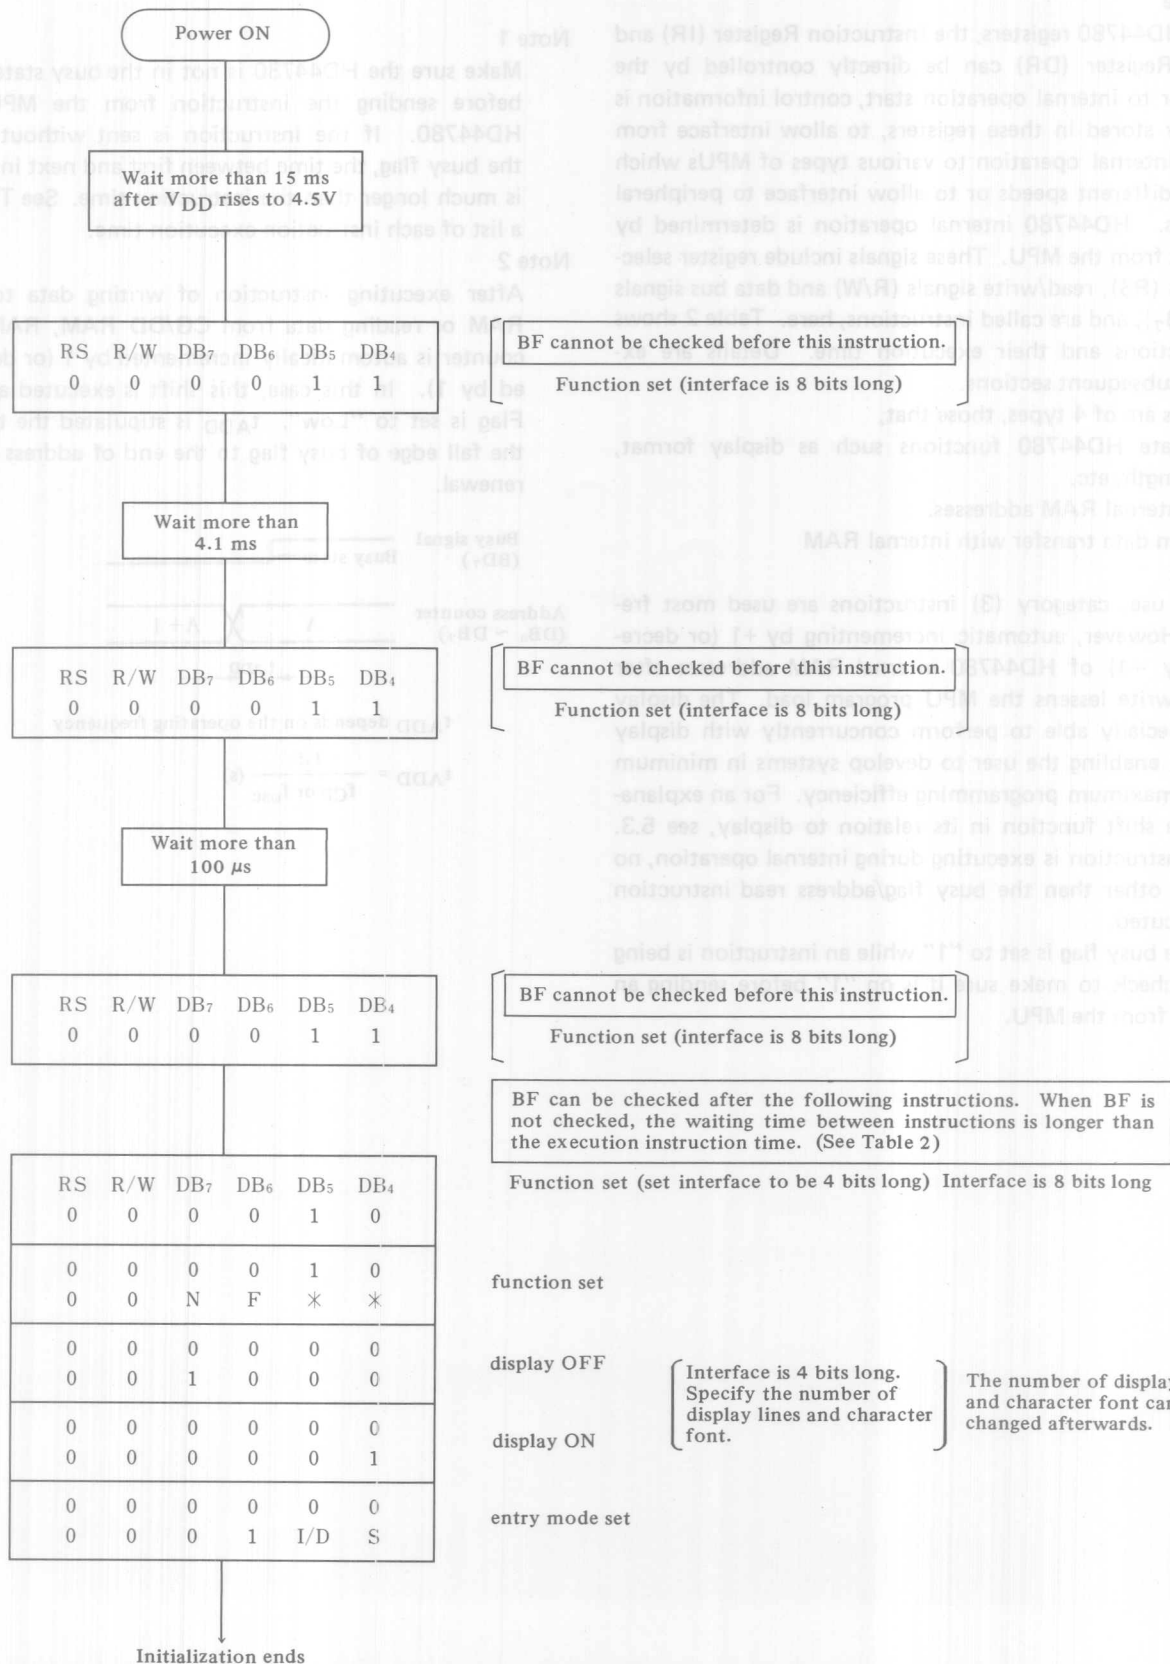 Power ON
Wait more than 15 ms
after VDD rises to 4.5V
RS R/W DB7 DB6 DB5 DB4
0 0 0 0 1 1
BF cannot be checked before this instruction.
Function set (interface is 8 bits long)
Wait more than
4.1 ms
RS R/W DB7 DB6 DB5 DB4
0 0 0 0 1 1
BF cannot be checked before this instruction.
Function set (interface is 8 bits long)
Wait more than
100 μs
RS R/W DB7 DB6 DB5 DB4
0 0 0 0 1 1
BF cannot be checked before this instruction.
Function set (interface is 8 bits long)
BF can be checked after the following instructions. When BF is
not checked, the waiting time between instructions is longer than
the execution instruction time. (See Table 2)
RS R/W DB7 DB6 DB5 DB4
0 0 0 0 1 0
Function set (set interface to be 4 bits long) Interface is 8 bits long
0 0 0 0 1 0
0 0 N F * *
function set
0 0 0 0 0 0
0 0 1 0 0 0
display OFF
0 0 0 0 0 0
0 0 0 0 0 1
display ON
Interface is 4 bits long.
Specify the number of
display lines and character
font.
The number of display
and character font
changed afterwards.
0 0 0 0 0 0
0 0 0 1 I/D S
entry mode set
Initialization ends